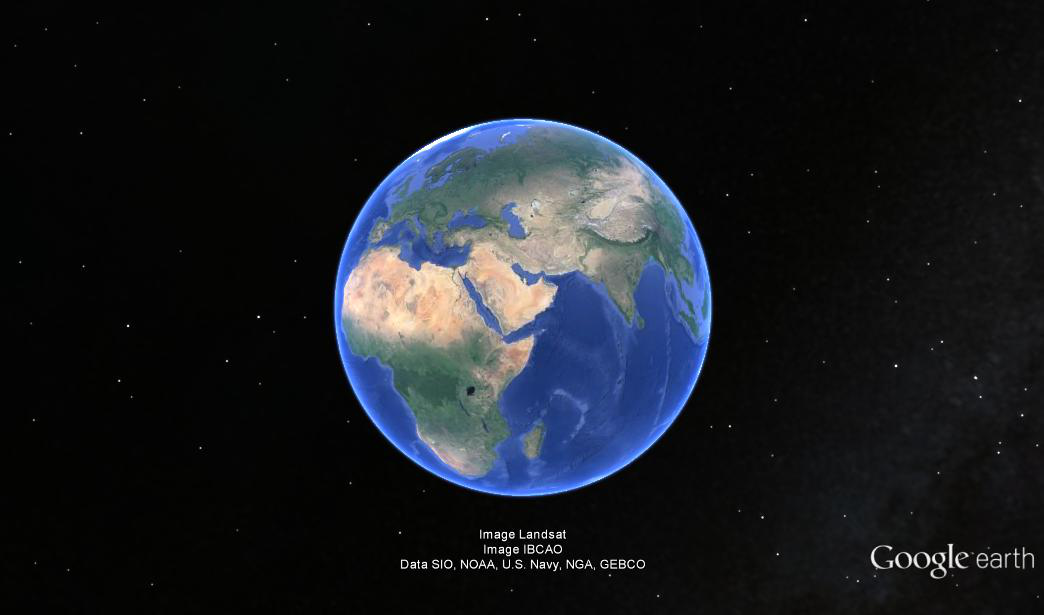 Image Landsat
Image IBCAO
Data SIO, NOAA, U.S. Navy, NGA, GEBCO
Google earth